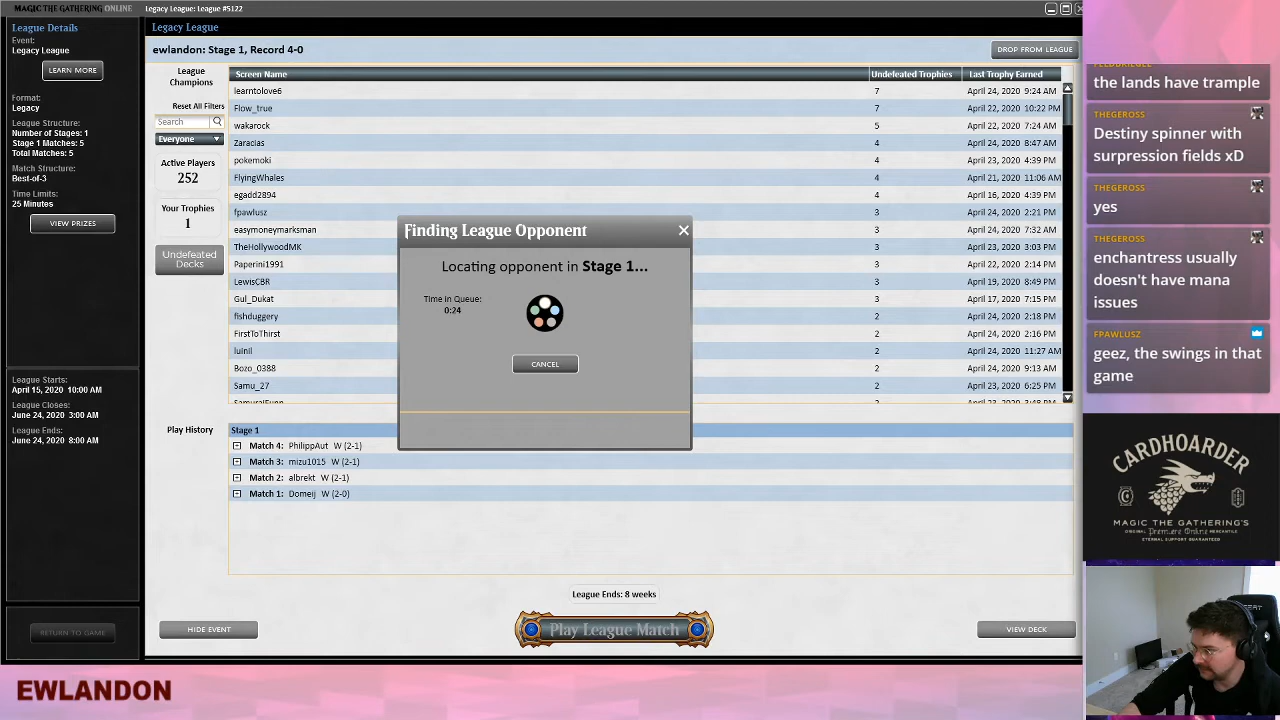 MAGIC THE GATHERING ONLINE
Legacy League: League #5122
League Details
Event:
Legacy League
LEARN MORE
Format:
Legacy
League Structure:
Number of Stages: 1
Stage 1 Matches: 5
Total Matches: 5
Match Structure:
Best-of-3
Time Limits:
25 Minutes
VIEW PRIZES
League Starts:
April 15, 2020 10:00 AM
League Closes:
June 24, 2020 3:00 AM
League Ends:
June 24, 2020 8:00 AM
RETURN TO GAME
Legacy League
ewlandon: Stage 1, Record 4-0
DROP FROM LEAGUE
League
Champions
Reset All Filters
Search
Everyone
Active Players
252
Your Trophies
1
Undefeated
Decks
Screen Name Undefeated Trophies Last Trophy Earned
learntolove6 7 April 24, 2020 9:24 AM
Flow_true 7 April 22, 2020 10:22 PM
wakarock 5 April 22, 2020 7:24 AM
Zaracias 4 April 24, 2020 8:47 AM
pokemoki 4 April 23, 2020 4:39 PM
FlyingWhales 4 April 21, 2020 11:06 AM
egadd2894 4 April 16, 2020 4:39 PM
fpawlusz 3 April 24, 2020 2:21 PM
easymoneymarksman 3 April 24, 2020 7:32 AM
TheHollywoodMK 3 April 23, 2020 3:03 PM
Paperini1991 3 April 22, 2020 2:14 PM
LewisCBR 3 April 19, 2020 8:49 PM
Gul_Dukat 3 April 17, 2020 7:15 PM
fishduggery 2 April 24, 2020 2:18 PM
FirstToThirst 2 April 24, 2020 2:16 PM
luinil 2 April 24, 2020 11:27 AM
Bozo_0388 2 April 24, 2020 9:13 AM
Samu_27 2 April 23, 2020 6:25 PM
SamuraiFunn 2 April 23, 2020 3:48 PM
Finding League Opponent
Locating opponent in Stage 1...
Time in Queue:
0:24
CANCEL
Play History
Stage 1
Match 4: PhilippAut W (2-1)
Match 3: mizu1015 W (2-1)
Match 2: albrekt W (2-1)
Match 1: Domeij W (2-0)
League Ends: 8 weeks
HIDE EVENT
Play League Match
VIEW DECK
the lands have trample
THEGEROSS
Destiny spinner with
surpression fields xD
THEGEROSS
yes
THEGEROSS
enchantress usually
doesn't have mana
issues
FPAWLUSZ
geez, the swings in that
game
CARDHOARDER
MAGIC THE GATHERING'S
ORIGINAL Premiere Online MERCANTILE
ETERNAL SUPPORT GUARANTEED
EWLANDON